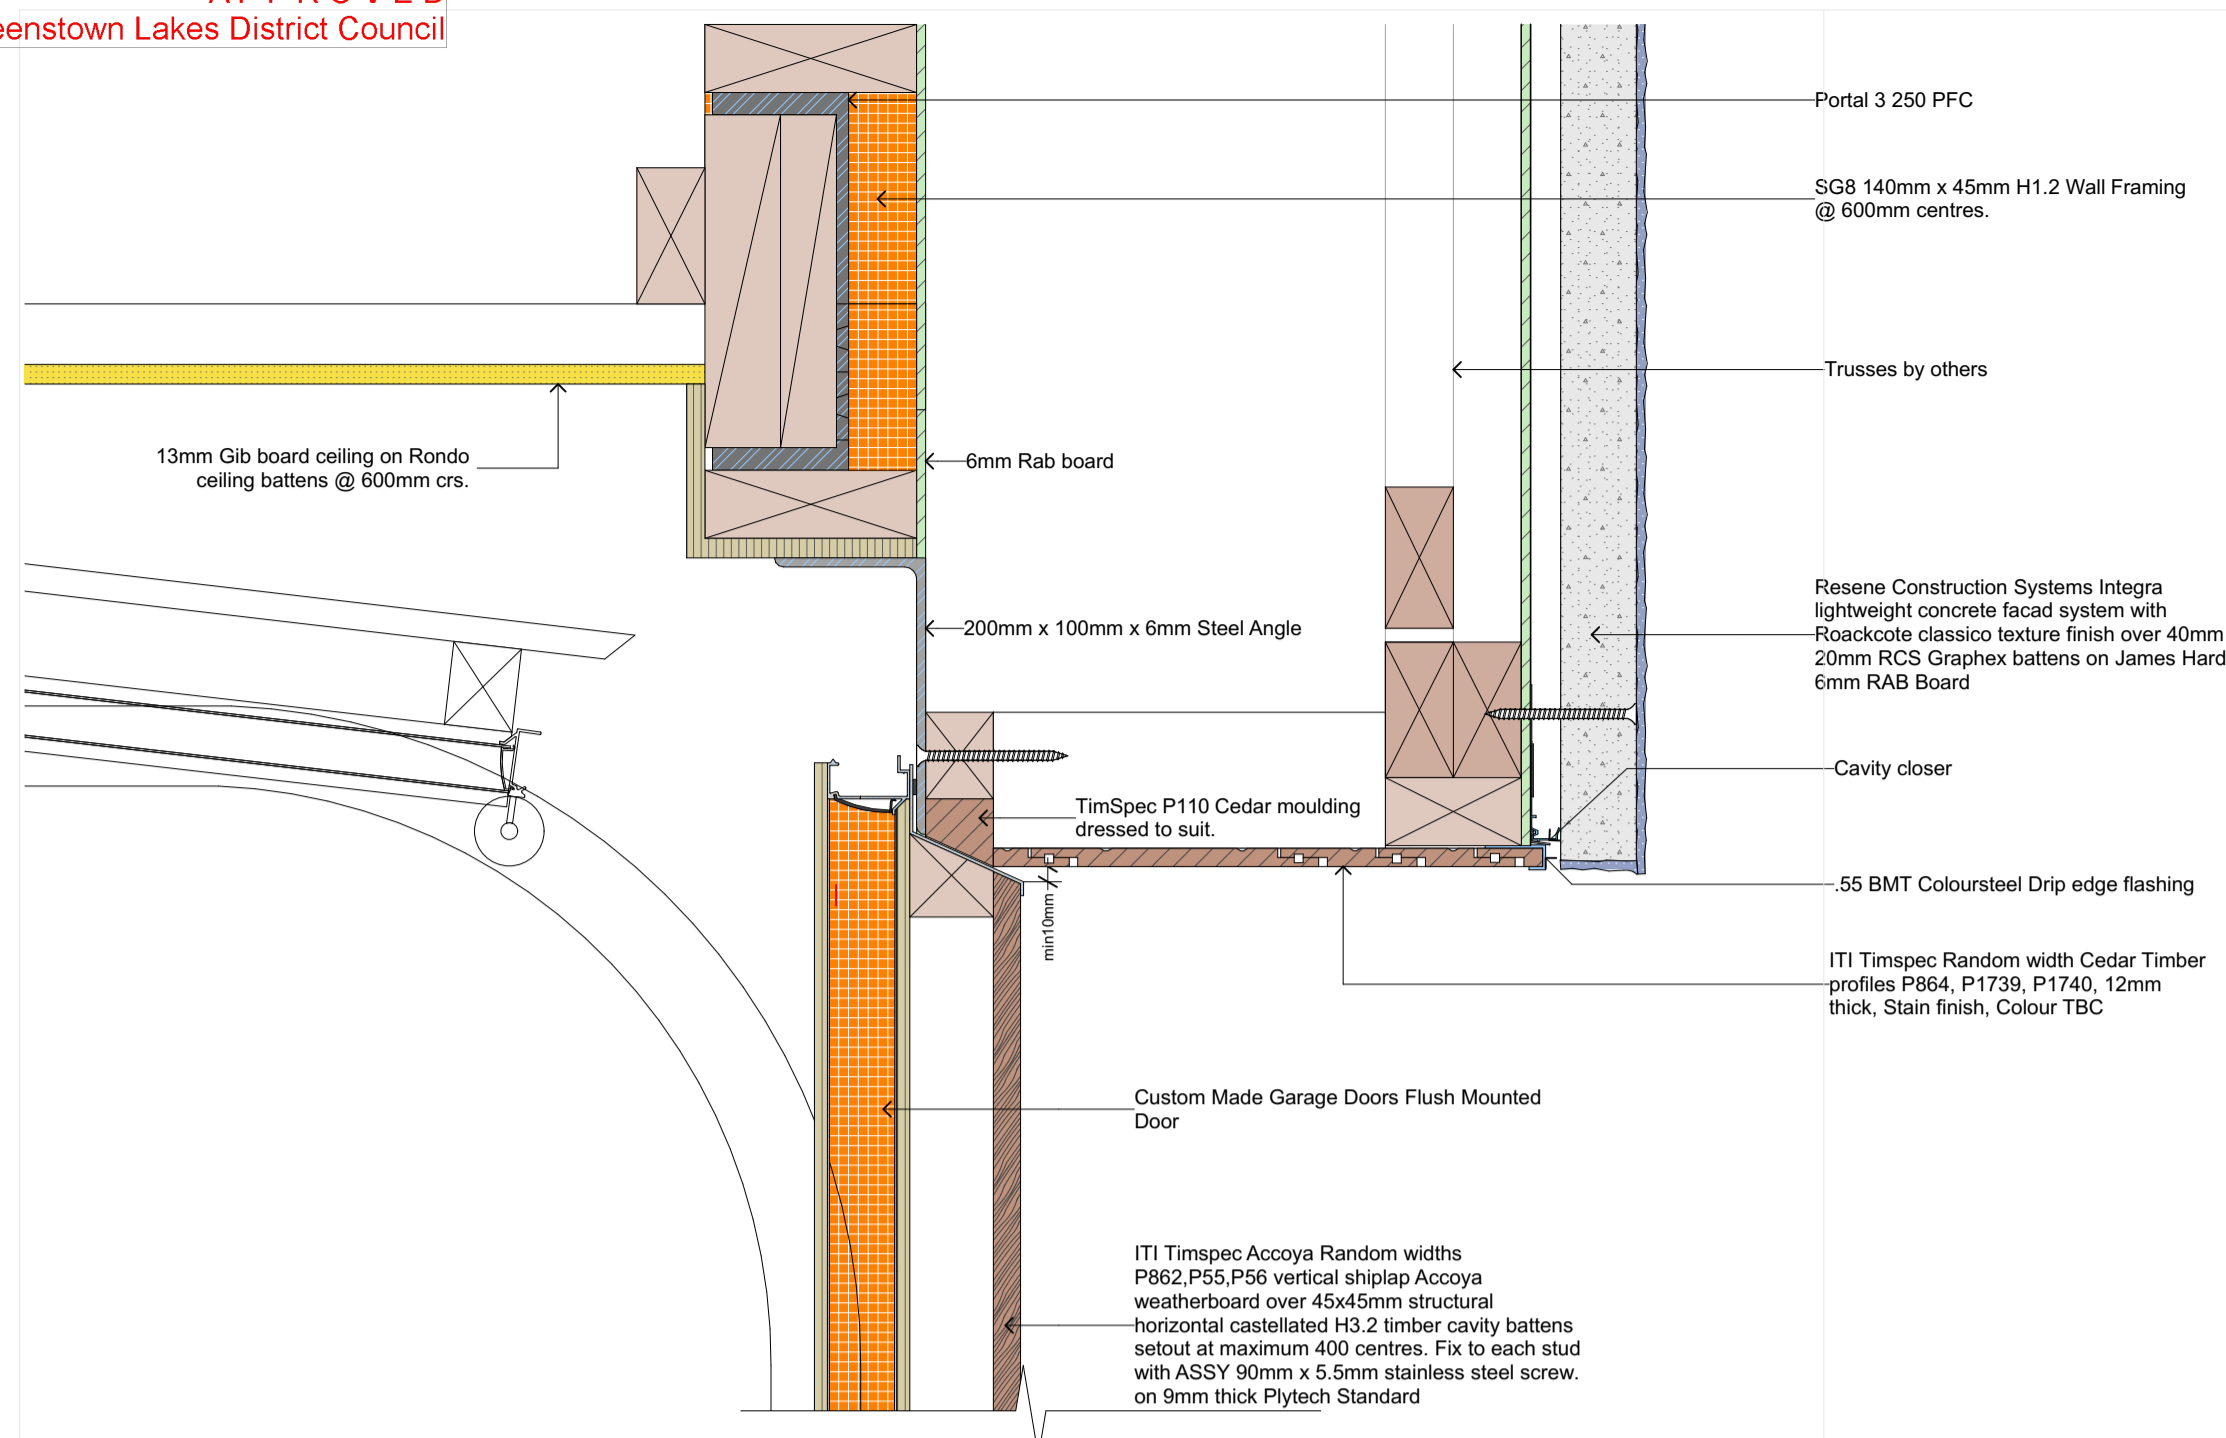 APPROVED
eenstown Lakes District Council
Portal 3 250 PFC
SG8 140mm x 45mm H1.2 Wall Framing
@ 600mm centres.
Trusses by others
13mm Gib board ceiling on Rondo
ceiling battens @ 600mm crs.
6mm Rab board
200mm x 100mm x 6mm Steel Angle
Resene Construction Systems Integra
lightweight concrete facad system with
Roackcote classico texture finish over 40mm
20mm RCS Graphex battens on James Hard
6mm RAB Board
Cavity closer
TimSpec P110 Cedar moulding
dressed to suit.
.55 BMT Coloursteel Drip edge flashing
min10mm
ITI Timspec Random width Cedar Timber
profiles P864, P1739, P1740, 12mm
thick, Stain finish, Colour TBC
Custom Made Garage Doors Flush Mounted
Door
ITI Timspec Accoya Random widths
P862,P55,P56 vertical shiplap Accoya
weatherboard over 45x45mm structural
horizontal castellated H3.2 timber cavity battens
setout at maximum 400 centres. Fix to each stud
with ASSY 90mm x 5.5mm stainless steel screw.
on 9mm thick Plytech Standard